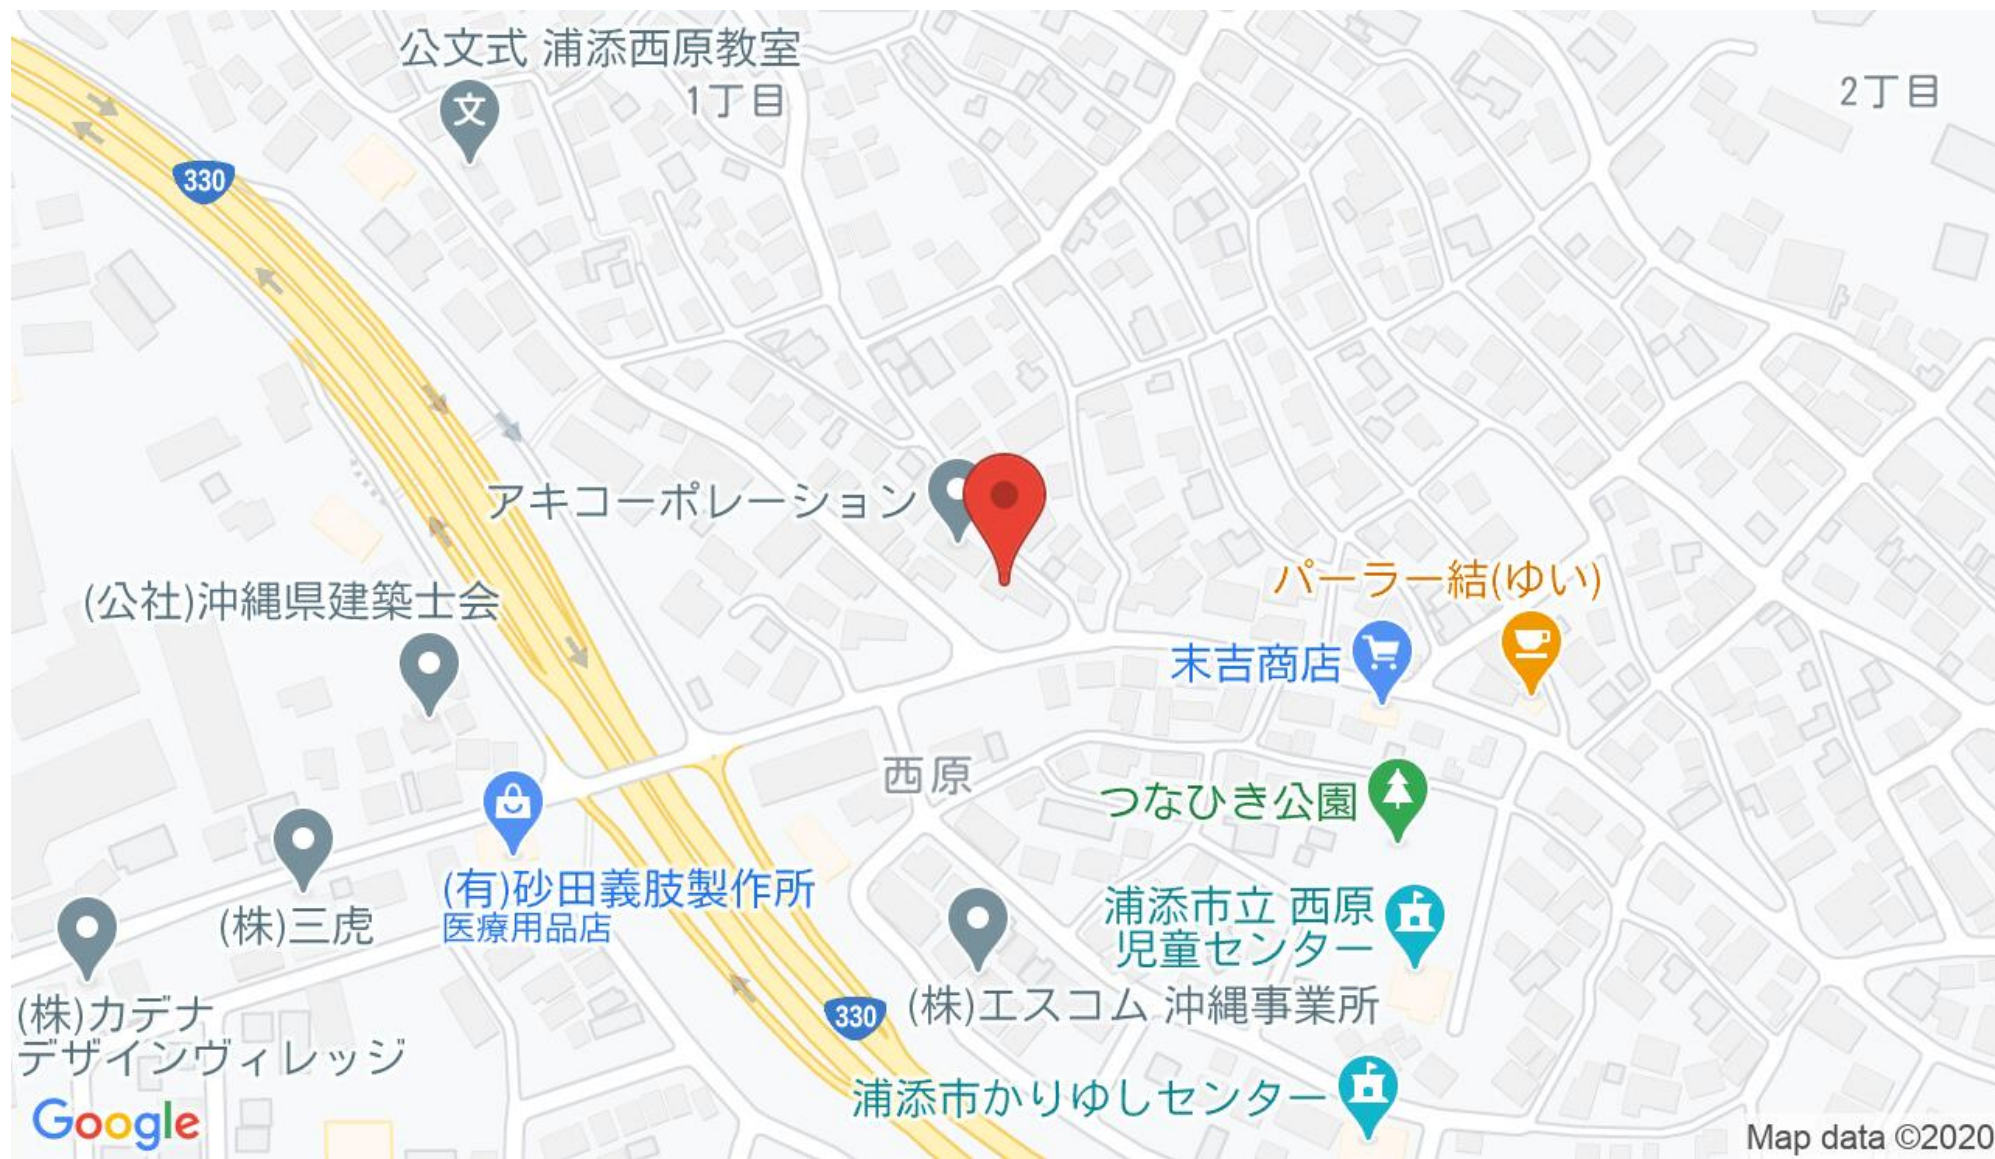 公文式 浦添西原教室
文
1丁目
2丁目
330
アキコーポレーション
パーラー結(ゆい)
(公社)沖縄県建築士会
末吉商店
西原
つなひき公園
(有)砂田義肢製作所
医療用品店
(株)三虎
浦添市立 西原
児童センター
(株)カデナ
デザインヴィレッジ
330
(株)エスコム 沖縄事業所
浦添市かりゆしセンター
Google
Map data ©2020